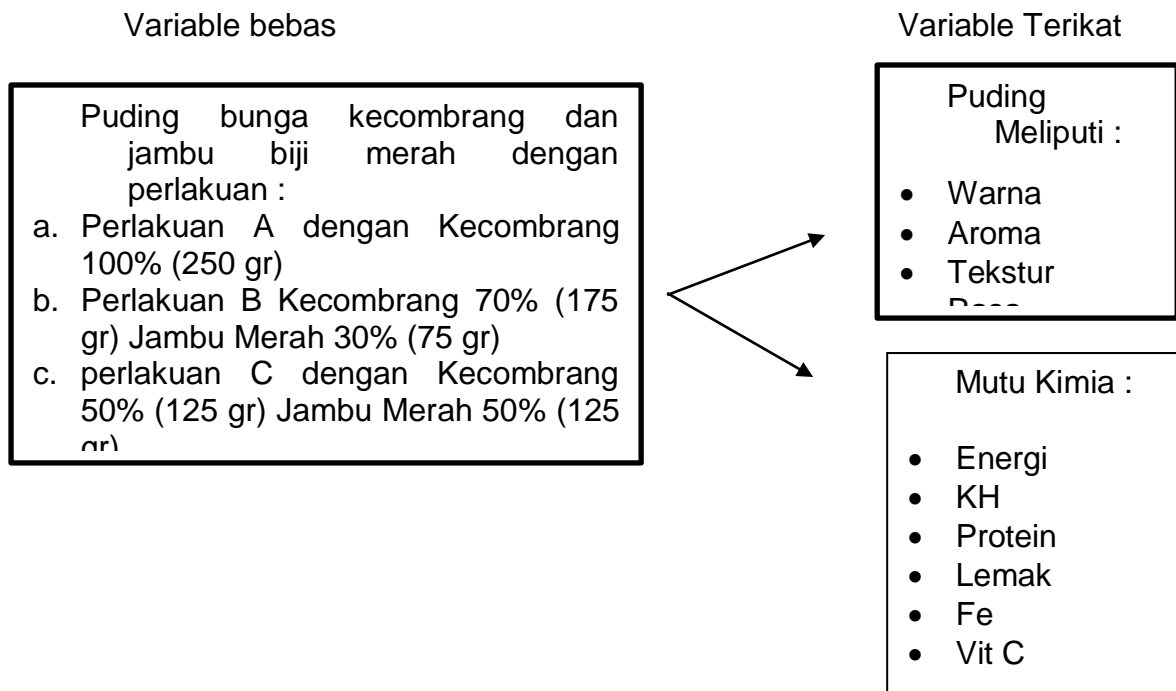 Variable bebas
Variable Terikat
Puding bunga kecombrang dan
jambu biji merah dengan
perlakuan :
a. Perlakuan A dengan Kecombrang
100% (250 gr)
b. Perlakuan B Kecombrang 70% (175
gr) Jambu Merah 30% (75 gr)
c. perlakuan C dengan Kecombrang
50% (125 gr) Jambu Merah 50% (125
gr)
Puding
Meliputi :
• Warna
• Aroma
• Tekstur
Mutu Kimia :
• Energi
• KH
• Protein
• Lemak
• Fe
• Vit C